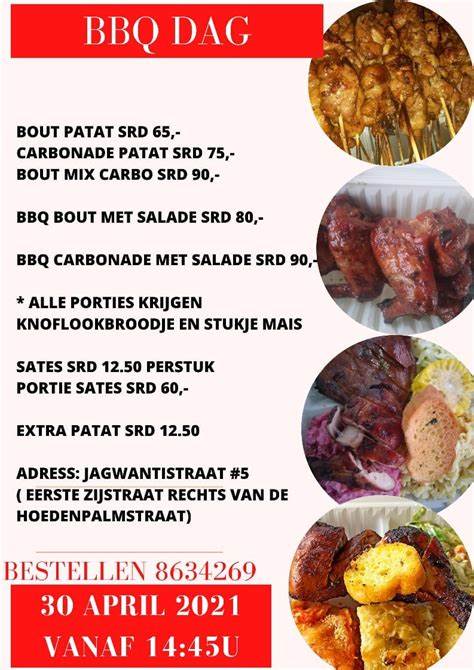 BBQ DAG
BOUT PATAT SRD 65,-
CARBONADE PATAT SRD 75,-
BOUT MIX CARBO SRD 90,-
BBQ BOUT MET SALADE SRD 80,-
BBQ CARBONADE MET SALADE SRD 90,-
* ALLE PORTIES KRIJGEN
KNOFLOOKBROODJE EN STUKJE MAIS
SATES SRD 12.50 PERSTUK
PORTIE SATES SRD 60,-
EXTRA PATAT SRD 12.50
ADRESS: JAGWANTISTRAAT #5
( EERSTE ZIJSTRAAT RECHTS VAN DE
HOEDENPALMSTRAAT)
BESTELLEN 8634269
30 APRIL 2021
VANAF 14:45U